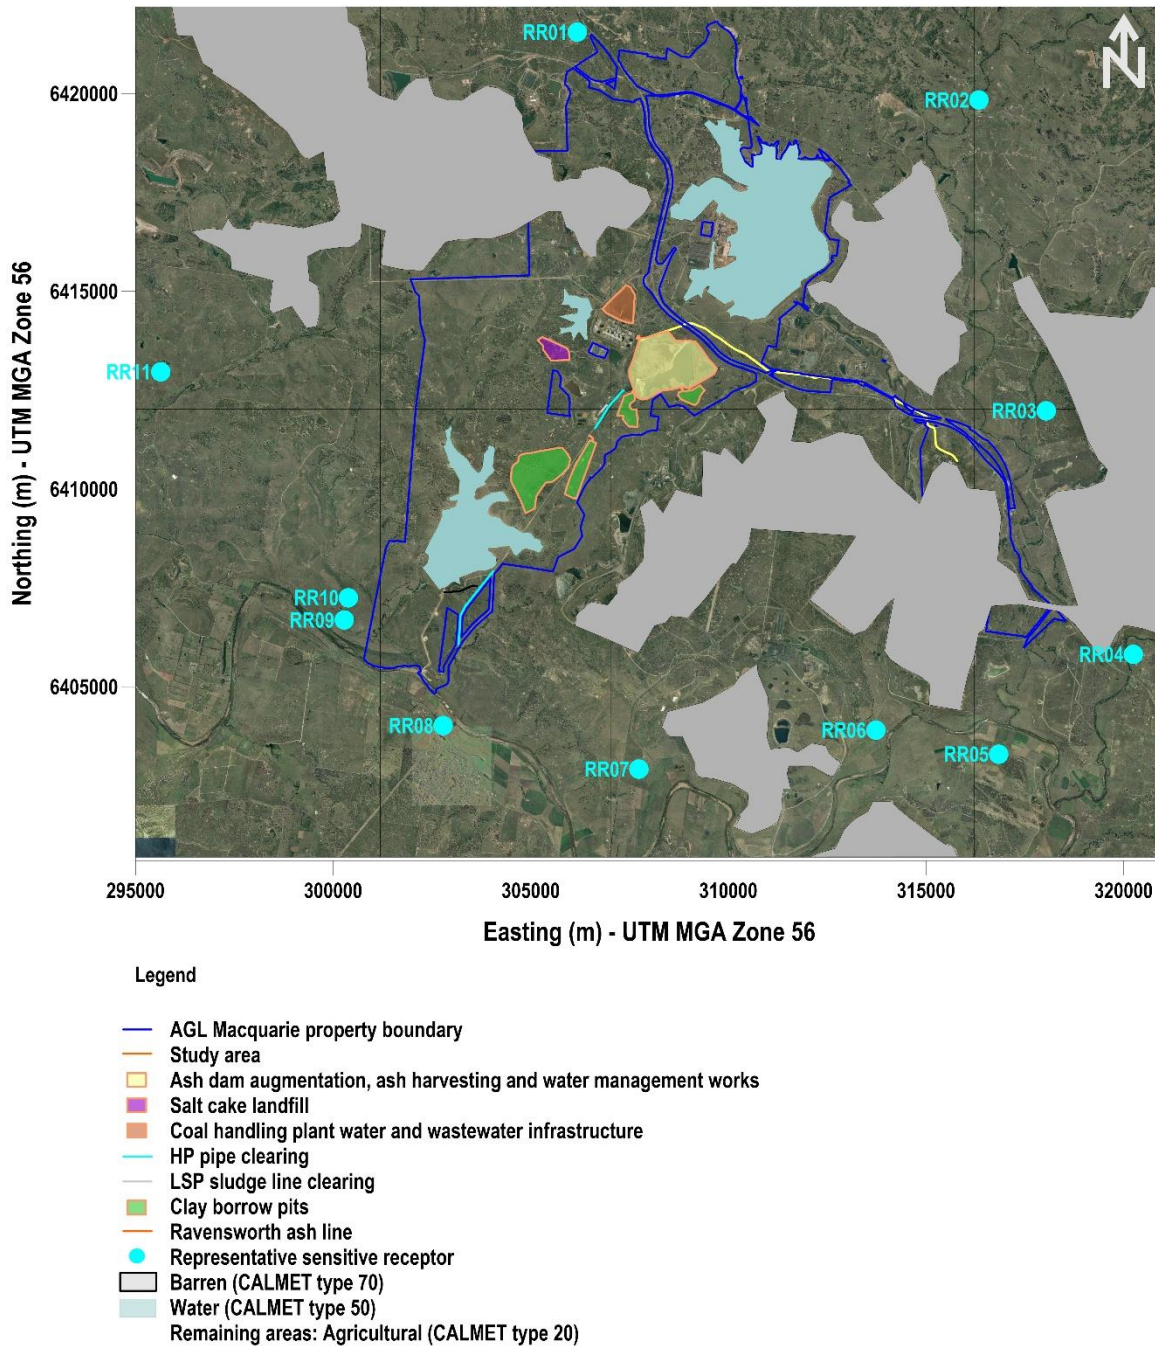 N
RR01
RR02
RR03
RR04
RR05
RR06
RR07
RR08
RR09
RR10
RR11
6420000
6415000
6410000
6405000
Northing (m) - UTM MGA Zone 56
295000 300000 305000 310000 315000 320000
Easting (m) - UTM MGA Zone 56
Legend
AGL Macquarie property boundary
Study area
Ash dam augmentation, ash harvesting and water management works
Salt cake landfill
Coal handling plant water and wastewater infrastructure
HP pipe clearing
LSP sludge line clearing
Clay borrow pits
Ravensworth ash line
Representative sensitive receptor
Barren (CALMET type 70)
Water (CALMET type 50)
Remaining areas: Agricultural (CALMET type 20)